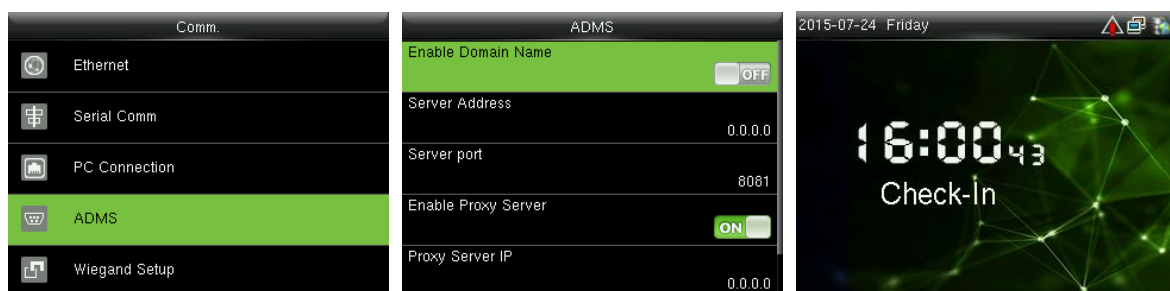 Comm.
Ethernet
Serial Comm
PC Connection
ADMS
Wiegand Setup
ADMS
Enable Domain Name
OFF
Server Address
0.0.0.0
Server port
8081
Enable Proxy Server
ON
Proxy Server IP
0.0.0.0
2015-07-24 Friday
16:00 43
Check-In